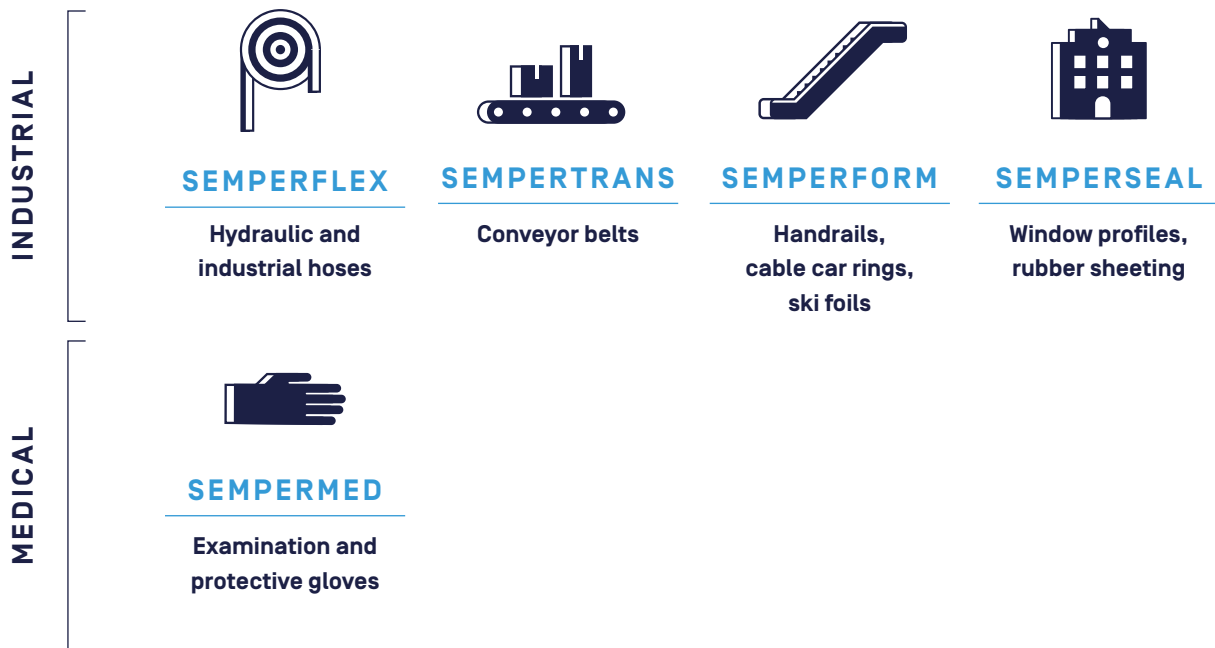 INDUSTRIAL
SEMPERFLEX
Hydraulic and
industrial hoses
SEMPERTRANS
Conveyor belts
SEMPERFORM
Handrails,
cable car rings,
ski foils
SEMPERSEAL
Window profiles,
rubber sheeting
MEDICAL
SEMPERMED
Examination and
protective gloves